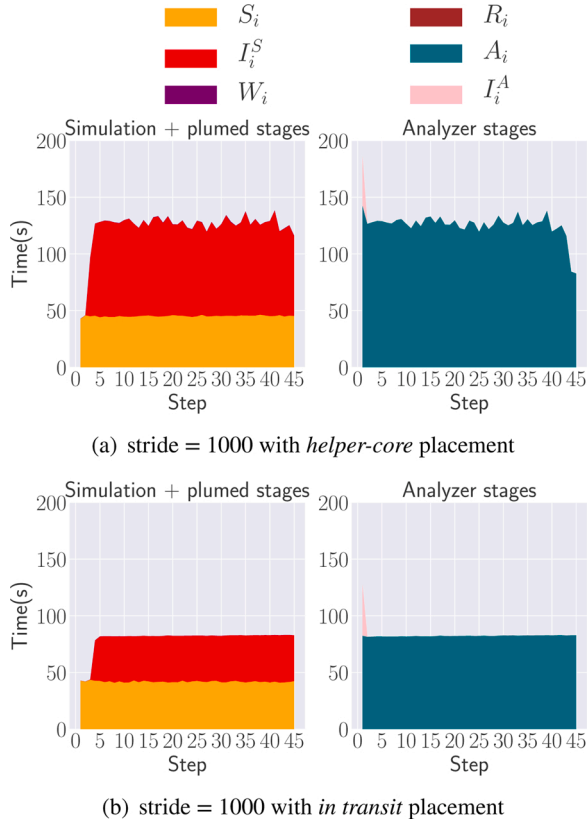 S_i R_i
I_i^S A_i
W_i I_i^A
Simulation + plumed stages Analyzer stages
200 200
150 150
100 100
50 50
0 0
Time(s)
0 5 10 15 20 25 30 35 40 45 0 5 10 15 20 25 30 35 40 45
Step Step
(a) stride = 1000 with helper-core placement
Simulation + plumed stages Analyzer stages
200 200
150 150
100 100
50 50
0 0
Time(s)
0 5 10 15 20 25 30 35 40 45 0 5 10 15 20 25 30 35 40 45
Step Step
(b) stride = 1000 with in transit placement